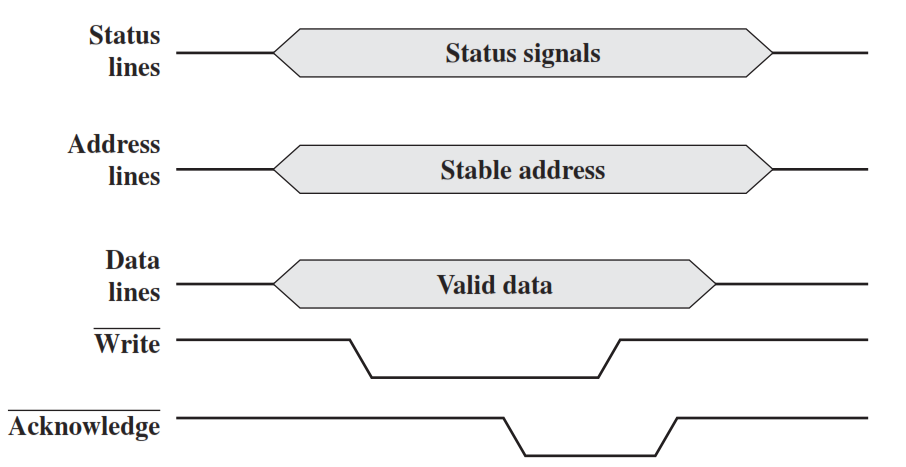 Status
lines
Status signals
Address
lines
Stable address
Data
lines
Valid data
Write
Acknowledge